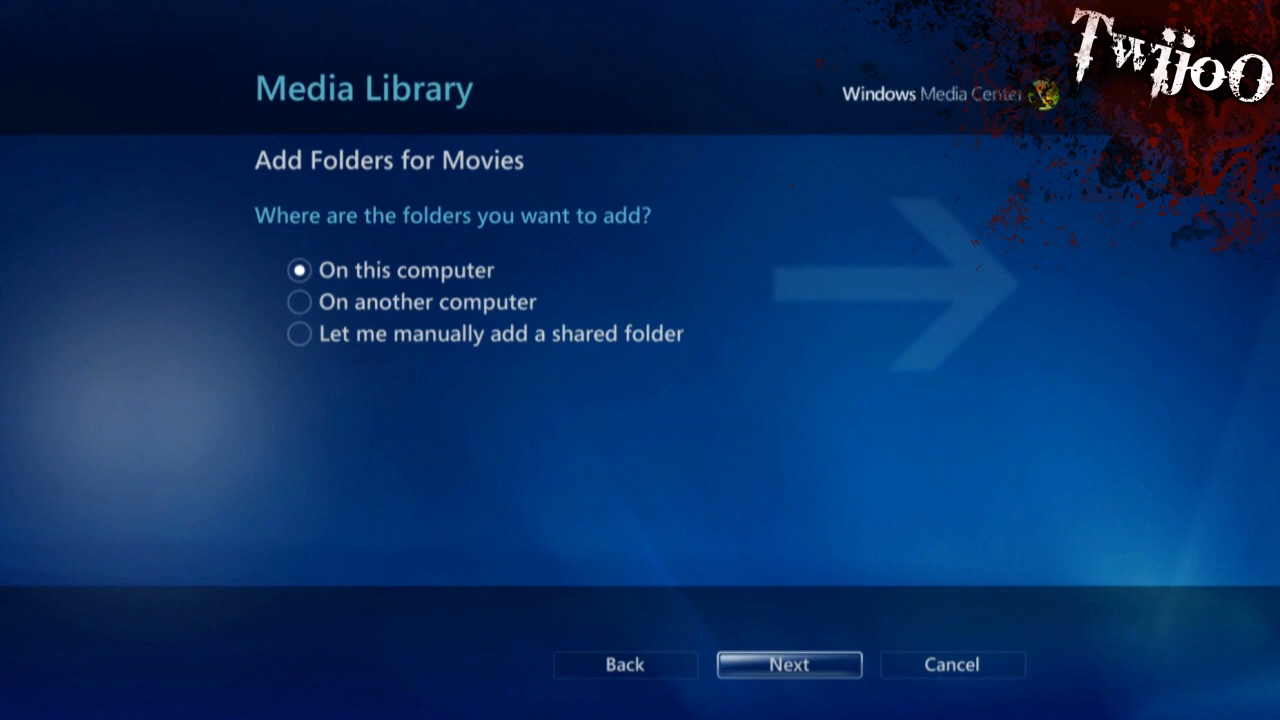 TwijoO
Media Library
Windows Media Center
Add Folders for Movies
Where are the folders you want to add?
On this computer
On another computer
Let me manually add a shared folder
Back
Next
Cancel